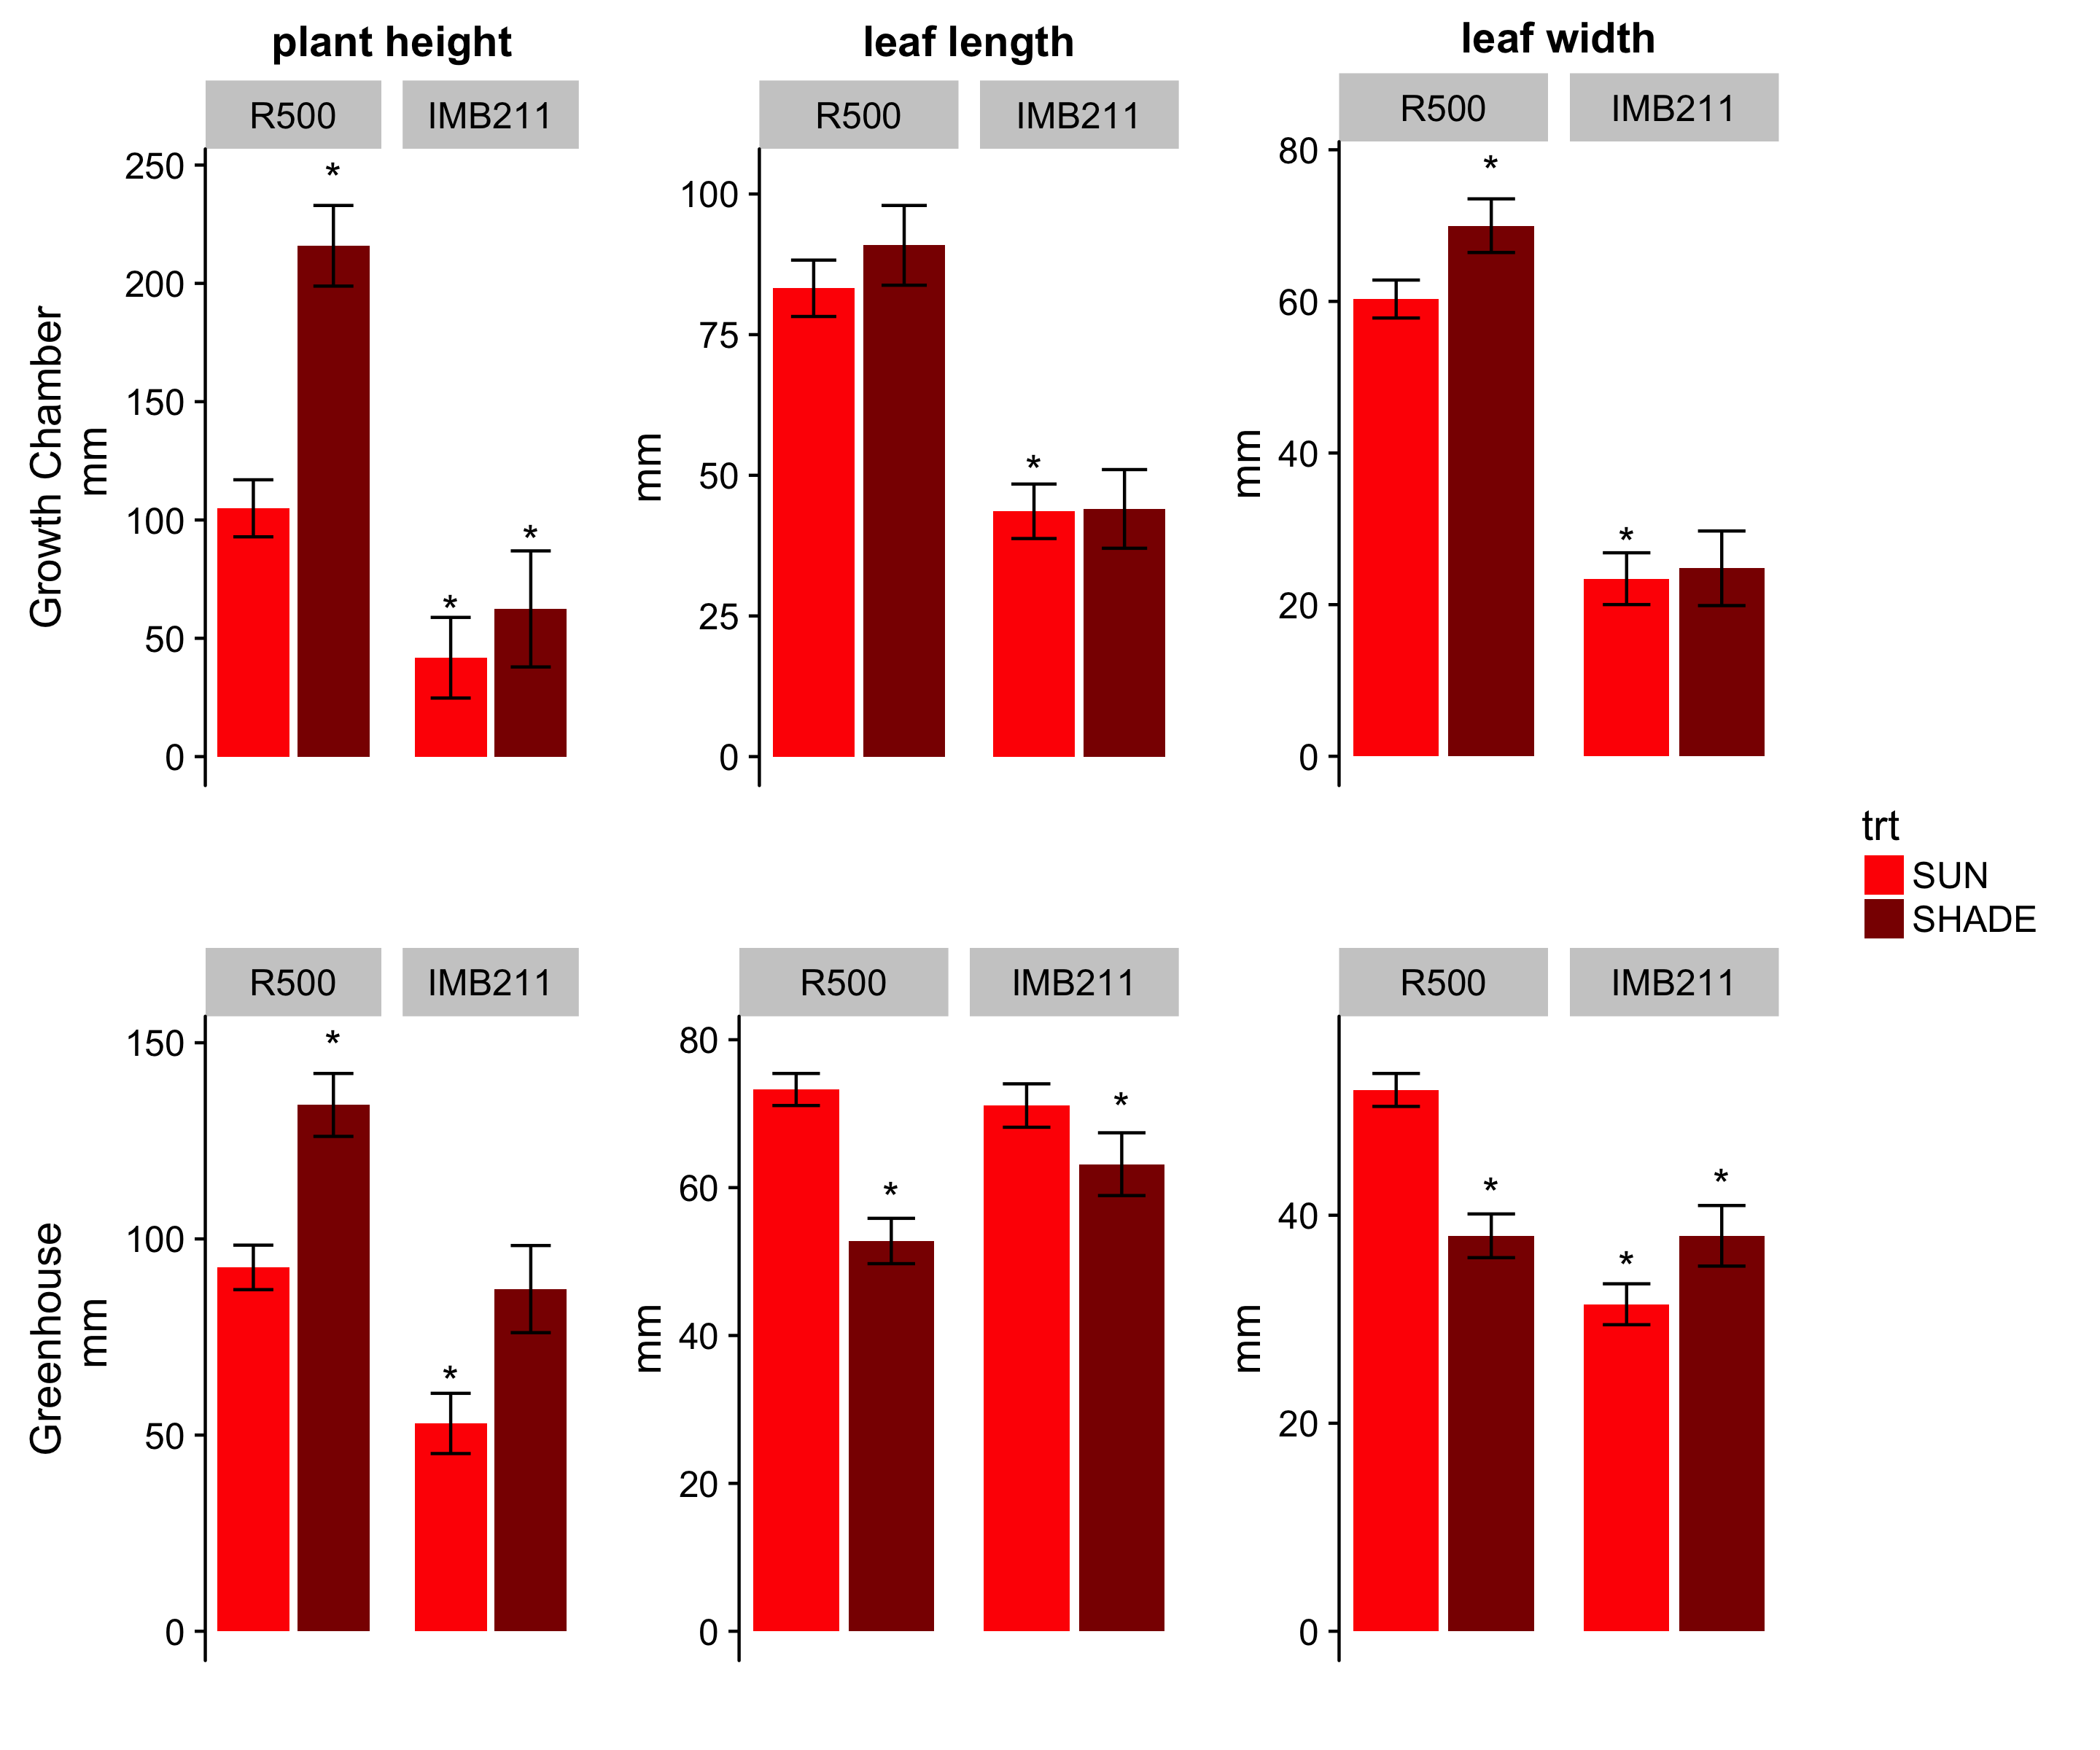 plant height leaf length leaf width
R500 IMB211 R500 IMB211 R500 IMB211
Growth Chamber
mm
250
200
150
100
50
0
* * *
mm
100
75
50
25
0
*
mm
80
60
40
20
0
* *
trt
SUN
SHADE
R500 IMB211 R500 IMB211 R500 IMB211
Greenhouse
mm
150
100
50
0
* *
mm
80
60
40
20
0
* *
mm
40
20
0
* * *